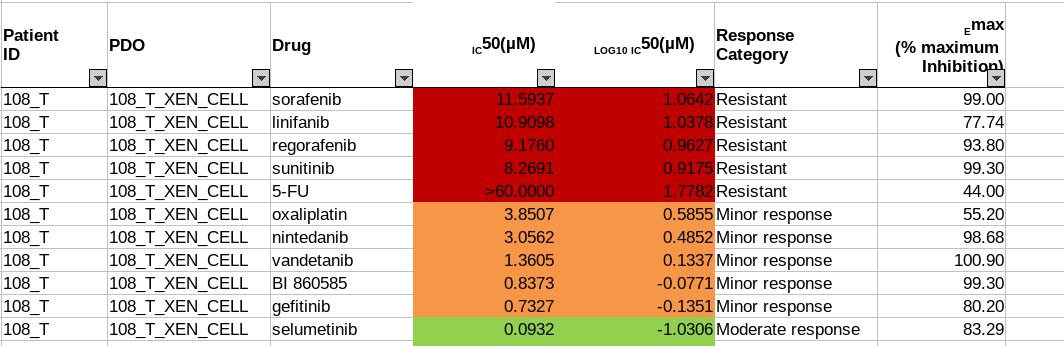 Patient ID PDO Drug IC50(µM) LOG10 IC50(µM) Response Category Emax (% maximum Inhibition)
108_T 108_T_XEN_CELL sorafenib 11.5937 1.0642 Resistant 99.00
108_T 108_T_XEN_CELL linifanib 10.9098 1.0378 Resistant 77.74
108_T 108_T_XEN_CELL regorafenib 9.1760 0.9627 Resistant 93.80
108_T 108_T_XEN_CELL sunitinib 8.2691 0.9175 Resistant 99.30
108_T 108_T_XEN_CELL 5-FU >60.0000 1.7782 Resistant 44.00
108_T 108_T_XEN_CELL oxaliplatin 3.8507 0.5855 Minor response 55.20
108_T 108_T_XEN_CELL nintedanib 3.0562 0.4852 Minor response 98.68
108_T 108_T_XEN_CELL vandetanib 1.3605 0.1337 Minor response 100.90
108_T 108_T_XEN_CELL BI 860585 0.8373 -0.0771 Minor response 99.30
108_T 108_T_XEN_CELL gefitinib 0.7327 -0.1351 Minor response 80.20
108_T 108_T_XEN_CELL selumetinib 0.0932 -1.0306 Moderate response 83.29